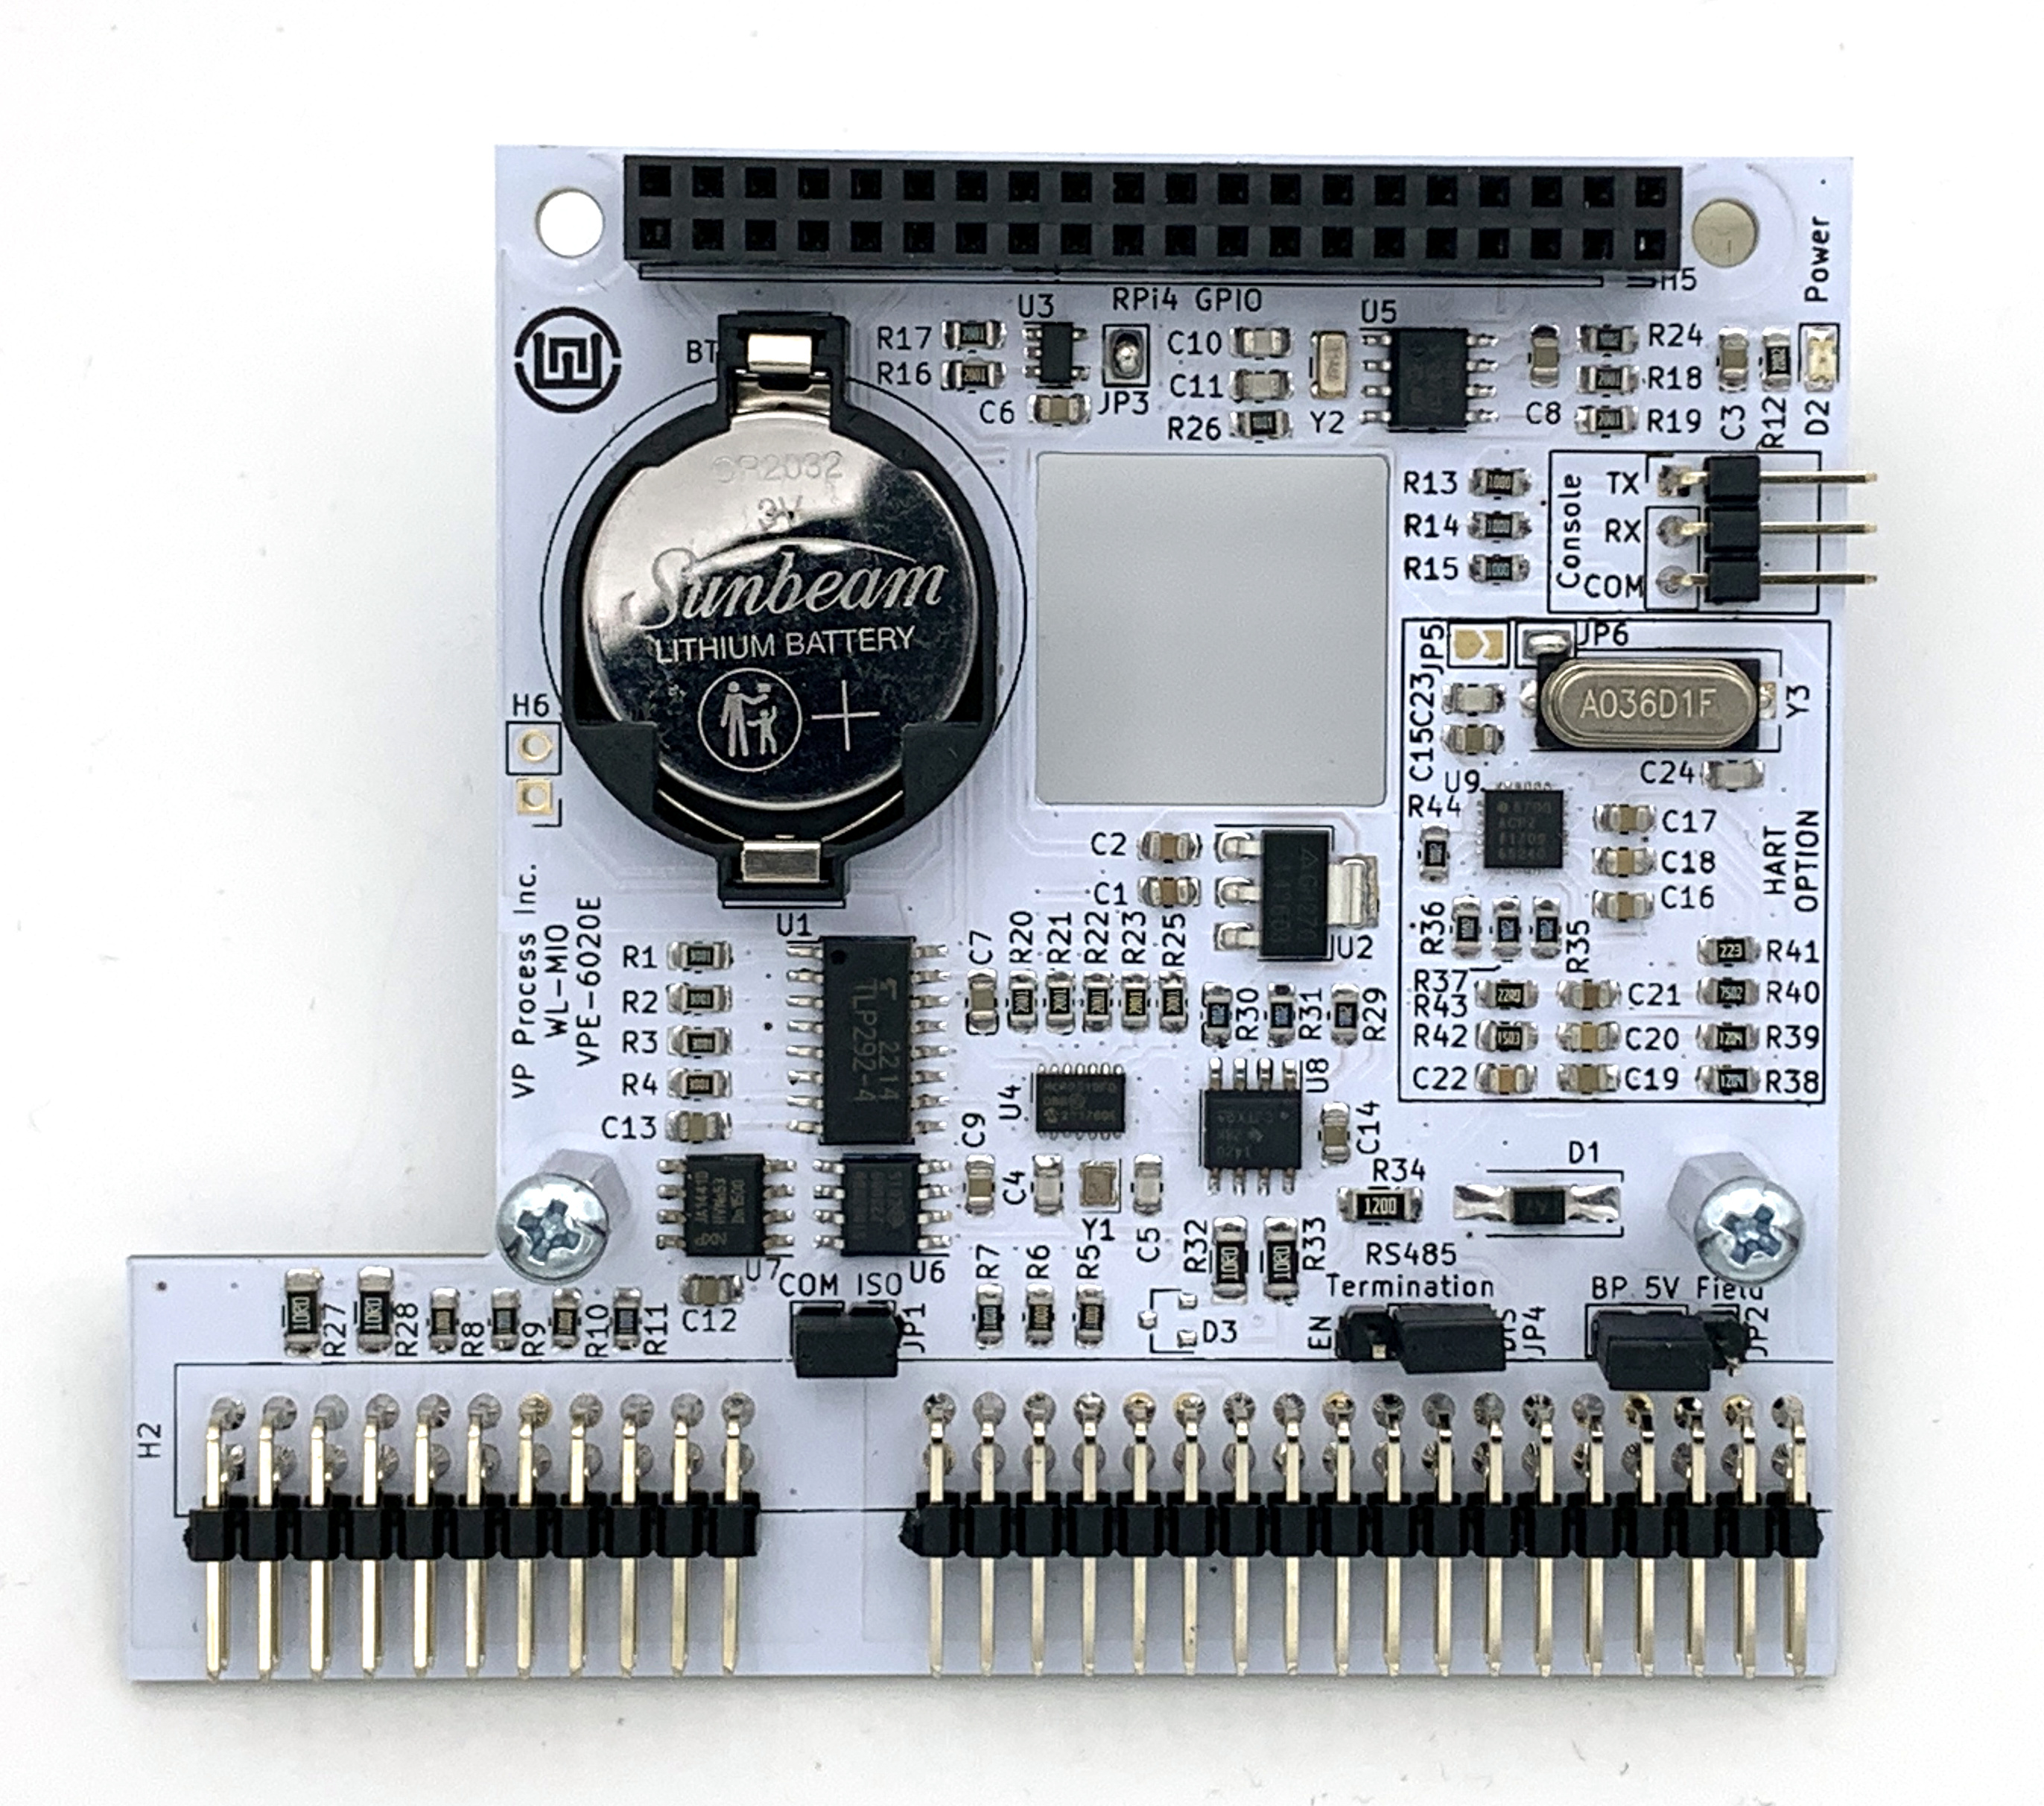 Power
H5
RPi4 GPIO
U3
U5
BT
R17
R16
C6
JP3
C10
C11
R26
Y2
C8
R24
R18
R19
C3
R12
D2
CR2032
3V
Sunbeam
LITHIUM BATTERY
+
R13
R14
R15
Console
TX
RX
COM
JP5
JP6
A036D1F
Y3
C23
C15
C24
U9
R44
C17
C18
C16
HART
OPTION
H6
VP Process Inc.
WL-MIO
VPE-6020E
C2
C1
U2
U1
R1
R2
R3
R4
C13
TLP292-4
2214
C7
R20
R21
R22
R23
R25
R30
R31
R29
R36
R35
R37
R43
R42
C22
C21
C20
C19
R41
R40
R39
R38
223
U4
U8
C9
C4
Y1
C5
C14
R34
1200
D1
U7
U6
C12
COM ISO
JP1
R7
R6
R5
R32
R33
D3
RS485
Termination
EN
DIS
JP4
BP 5V Field
JP2
R27
R28
R8
R9
R10
R11
H2